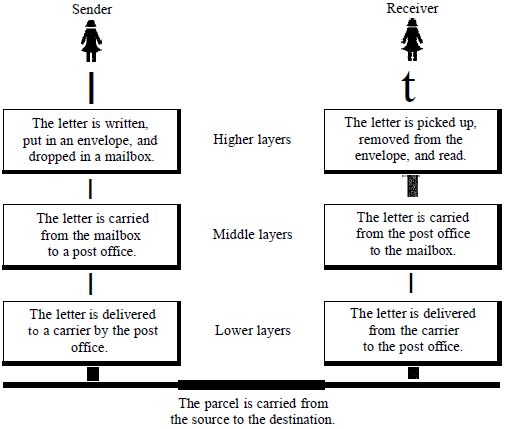 Sender
Receiver
t
The letter is written,
put in an envelope, and
dropped in a mailbox.
Higher layers
The letter is picked up,
removed from the
envelope, and read.
The letter is carried
from the mailbox
to a post office.
Middle layers
The letter is carried
from the post office
to the mailbox.
The letter is delivered
to a carrier by the post
office.
Lower layers
The letter is delivered
from the carrier
to the post office.
The parcel is carried from
the source to the destination.